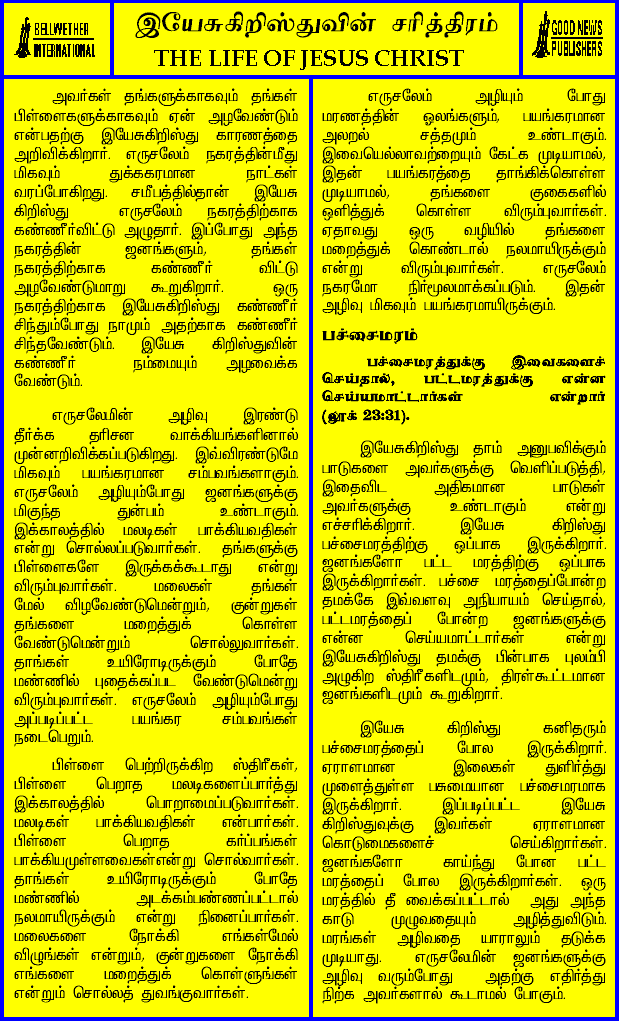 BELLWETHER
INTERNATIONAL
இயேசுகிறிஸ்துவின் சரித்திரம்
THE LIFE OF JESUS CHRIST
GOOD NEWS
PUBLISHERS
அவர்கள் தங்களுக்காகவும் தங்கள்
பிள்ளைகளுக்காகவும் ஏன் அழவேண்டும்
என்பதற்கு இயேசுகிறிஸ்து காரணத்தை
அறிவிக்கிறார். எருசலேம் நகரத்தின்மீது
மிகவும் துக்ககரமான நாட்கள்
வரப்போகிறது. சமீபத்தில்தான் இயேசு
கிறிஸ்து எருசலேம் நகரத்திற்காக
கண்ணீர்விட்டு அழுதார். இப்போது அந்த
நகரத்தின் ஜனங்களும், தங்கள்
நகரத்திற்காக கண்ணீர் விட்டு
அழவேண்டுமாறு கூறுகிறார். ஒரு
நகரத்திற்காக இயேசுகிறிஸ்து கண்ணீர்
சிந்தும்போது நாமும் அதற்காக கண்ணீர்
சிந்தவேண்டும். இயேசு கிறிஸ்துவின்
கண்ணீர் நம்மையும் அழவைக்க
வேண்டும்.
எருசலேமின் அழிவு இரண்டு
தீர்க்க தரிசன வாக்கியங்களினால்
முன்னறிவிக்கப்படுகிறது. இவ்விரண்டுமே
மிகவும் பயங்கரமான சம்பவங்களாகும்.
எருசலேம் அழியும்போது ஜனங்களுக்கு
மிகுந்த துன்பம் உண்டாகும்.
இக்காலத்தில் மலடிகள் பாக்கியவதிகள்
என்று சொல்லப்படுவார்கள். தங்களுக்கு
பிள்ளைகளே இருக்கக்கூடாது என்று
விரும்புவார்கள். மலைகள் தங்கள்
மேல் விழவேண்டுமென்றும், குன்றுகள்
தங்களை மறைத்துக் கொள்ள
வேண்டுமென்றும் சொல்லுவார்கள்.
தாங்கள் உயிரோடிருக்கும் போதே
மண்ணில் புதைக்கப்பட வேண்டுமென்று
விரும்புவார்கள். எருசலேம் அழியும்போது
அப்படிப்பட்ட பயங்கர சம்பவங்கள்
நடைபெறும்.
பிள்ளை பெற்றிருக்கிற ஸ்திரீகள்,
பிள்ளை பெறாத மலடிகளைப்பார்த்து
இக்காலத்தில் பொறாமைப்படுவார்கள்.
மலடிகள் பாக்கியவதிகள் என்பார்கள்.
பிள்ளை பெறாத கர்ப்பங்கள்
பாக்கியமுள்ளவைகள்என்று சொல்வார்கள்.
தாங்கள் உயிரோடிருக்கும் போதே
மண்ணில் அடக்கம்பண்ணப்பட்டால்
நலமாயிருக்கும் என்று நினைப்பார்கள்.
மலைகளை நோக்கி எங்கள்மேல்
விழுங்கள் என்றும், குன்றுகளை நோக்கி
எங்களை மறைத்துக் கொள்ளுங்கள்
என்றும் சொல்லத் துவங்குவார்கள்.
எருசலேம் அழியும் போது
மரணத்தின் ஓலங்களும், பயங்கரமான
அலறல் சத்தமும் உண்டாகும்.
இவையெல்லாவற்றையும் கேட்க முடியாமல்,
இதன் பயங்கரத்தை தாங்கிக்கொள்ள
முடியாமல், தங்களை குகைகளில்
ஒளித்துக் கொள்ள விரும்புவார்கள்.
ஏதாவது ஒரு வழியில் தங்களை
மறைத்துக் கொண்டால் நலமாயிருக்கும்
என்று விரும்புவார்கள். எருசலேம்
நகரமோ நிர்மூலமாக்கப்படும். இதன்
அழிவு மிகவும் பயங்கரமாயிருக்கும்.
பச்சைமரம்
பச்சைமரத்துக்கு இவைகளைச்
செய்தால், பட்டமரத்துக்கு என்ன
செய்யமாட்டார்கள் என்றார்
(லூக் 23:31).
இயேசுகிறிஸ்து தாம் அனுபவிக்கும்
பாடுகளை அவர்களுக்கு வெளிப்படுத்தி,
இதைவிட அதிகமான பாடுகள்
அவர்களுக்கு உண்டாகும் என்று
எச்சரிக்கிறார். இயேசு கிறிஸ்து
பச்சைமரத்திற்கு ஒப்பாக இருக்கிறார்.
ஜனங்களோ பட்ட மரத்திற்கு ஒப்பாக
இருக்கிறார்கள். பச்சை மரத்தைப்போன்ற
தமக்கே இவ்வளவு அநியாயம் செய்தால்,
பட்டமரத்தைப் போன்ற ஜனங்களுக்கு
என்ன செய்யமாட்டார்கள் என்று
இயேசுகிறிஸ்து தமக்கு பின்பாக புலம்பி
அழுகிற ஸ்திரீகளிடமும், திரள்கூட்டமான
ஜனங்களிடமும் கூறுகிறார்.
இயேசு கிறிஸ்து கனிதரும்
பச்சைமரத்தைப் போல இருக்கிறார்.
ஏராளமான இலைகள் துளிர்த்து
முளைத்துள்ள பசுமையான பச்சைமரமாக
இருக்கிறார். இப்படிப்பட்ட இயேசு
கிறிஸ்துவுக்கு இவர்கள் ஏராளமான
கொடுமைகளைச் செய்கிறார்கள்.
ஜனங்களோ காய்ந்து போன பட்ட
மரத்தைப் போல இருக்கிறார்கள். ஒரு
மரத்தில் தீ வைக்கப்பட்டால் அது அந்த
காடு முழுவதையும் அழித்துவிடும்.
மரங்கள் அழிவதை யாராலும் தடுக்க
முடியாது. எருசலேமின் ஜனங்களுக்கு
அழிவு வரும்போது அதற்கு எதிர்த்து
நிற்க அவர்களால் கூடாமல் போகும்.